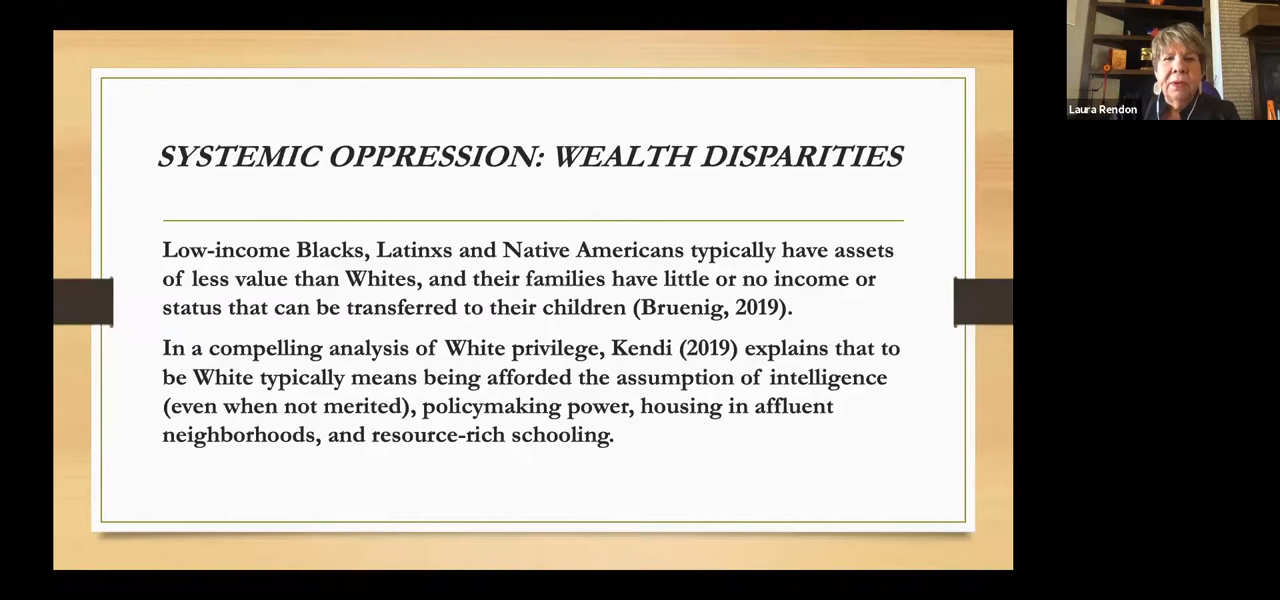 SYSTEMIC OPPRESSION: WEALTH DISPARITIES
Low-income Blacks, Latinxs and Native Americans typically have assets
of less value than Whites, and their families have little or no income or
status that can be transferred to their children (Bruenig, 2019).
In a compelling analysis of White privilege, Kendi (2019) explains that to
be White typically means being afforded the assumption of intelligence
(even when not merited), policymaking power, housing in affluent
neighborhoods, and resource-rich schooling.
Laura Rendon